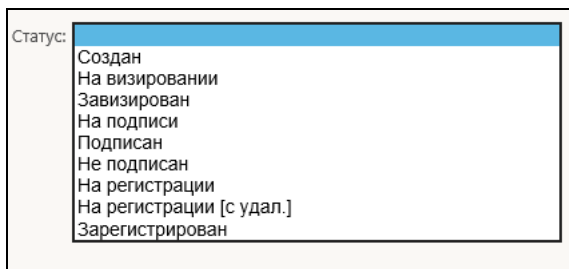 Статус:
Создан
На визировании
Завизирован
На подписи
Подписан
Не подписан
На регистрации
На регистрации [с удал.]
Зарегистрирован